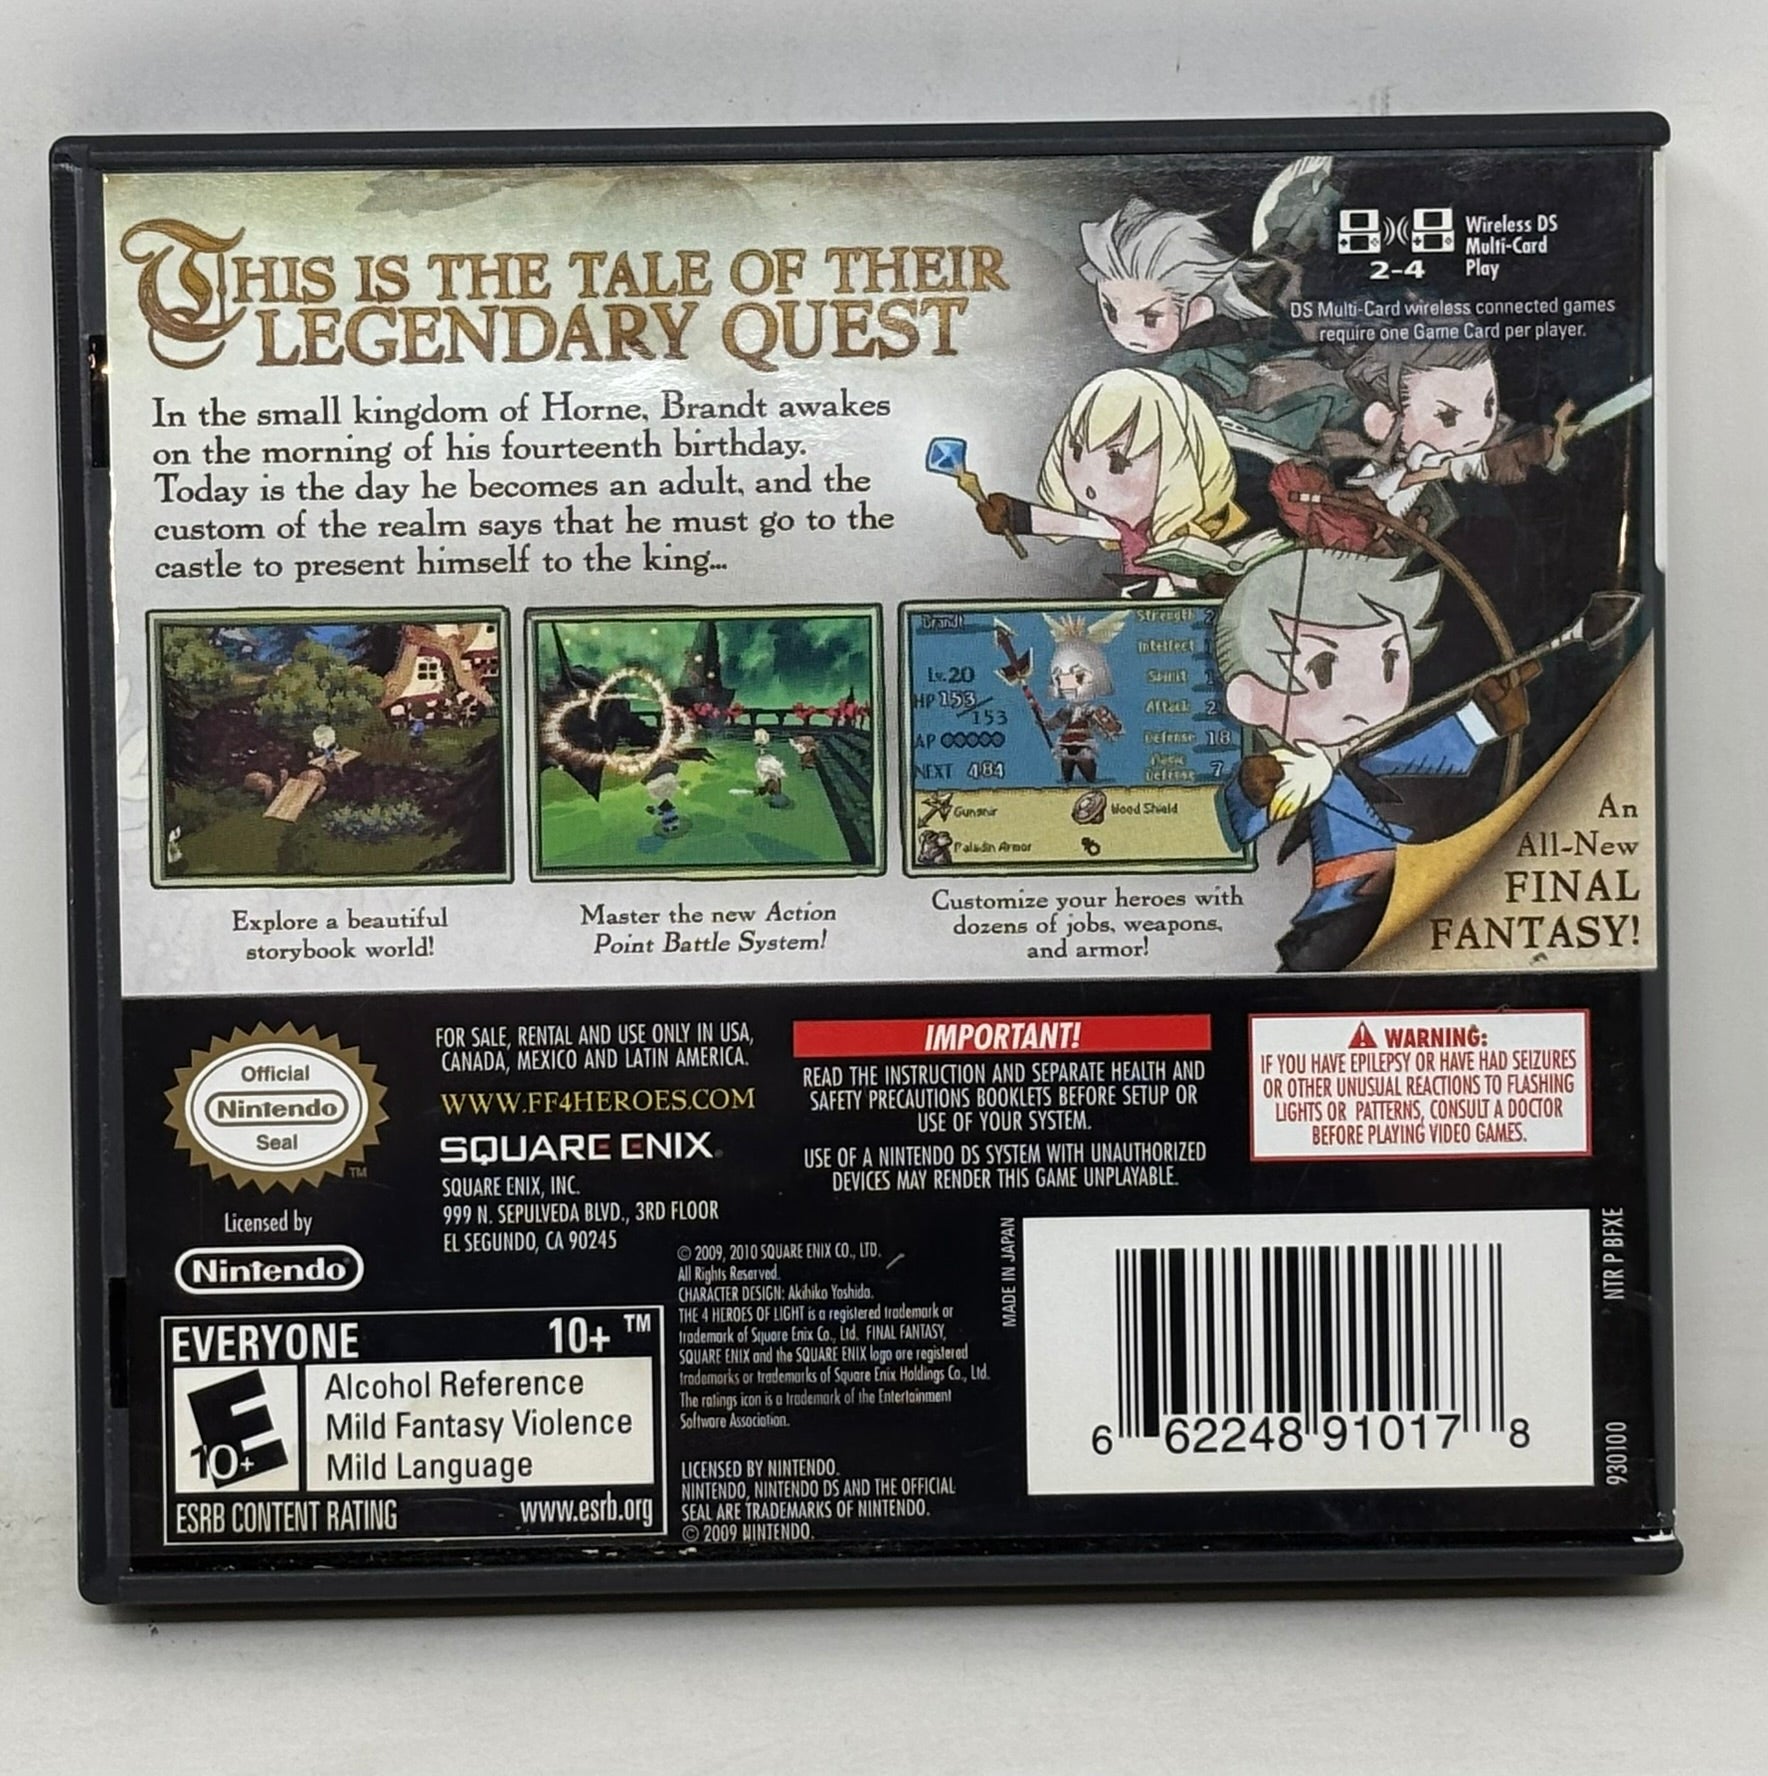 THIS IS THE TALE OF THEIR
LEGENDARY QUEST
In the small kingdom of Horne, Brandt awakes
on the morning of his fourteenth birthday.
Today is the day he becomes an adult, and the
custom of the realm says that he must go to the
castle to present himself to the king...
2-4
Wireless DS
Multi-Card
Play
DS Multi-Card wireless connected games
require one Game Card per player.
Brandt
Lv.20
HP 153/
153
AP
NEXT 484
Strength 2
Intellect
Spirit
Attack 2
Defense 18
Magic
Defense 7
Gungnir
Wood Shield
Paladin Armor
Explore a beautiful
storybook world!
Master the new Action
Point Battle System!
Customize your heroes with
dozens of jobs, weapons,
and armor!
An
All-New
FINAL
FANTASY!
Official
Nintendo
Seal
TM
Licensed by
Nintendo
FOR SALE, RENTAL AND USE ONLY IN USA,
CANADA, MEXICO AND LATIN AMERICA.
WWW.FF4HEROES.COM
SQUARE ENIX
SQUARE ENIX, INC.
999 N. SEPULVEDA BLVD., 3RD FLOOR
EL SEGUNDO, CA 90245
IMPORTANT!
READ THE INSTRUCTION AND SEPARATE HEALTH AND
SAFETY PRECAUTIONS BOOKLETS BEFORE SETUP OR
USE OF YOUR SYSTEM.
USE OF A NINTENDO DS SYSTEM WITH UNAUTHORIZED
DEVICES MAY RENDER THIS GAME UNPLAYABLE.
WARNING:
IF YOU HAVE EPILEPSY OR HAVE HAD SEIZURES
OR OTHER UNUSUAL REACTIONS TO FLASHING
LIGHTS OR PATTERNS, CONSULT A DOCTOR
BEFORE PLAYING VIDEO GAMES.
EVERYONE 10+ ™
E
10+
Alcohol Reference
Mild Fantasy Violence
Mild Language
ESRB CONTENT RATING www.esrb.org
© 2009, 2010 SQUARE ENIX CO., LTD.
All Rights Reserved.
CHARACTER DESIGN: Akihiko Yoshida.
THE 4 HEROES OF LIGHT is a registered trademark or
trademark of Square Enix Co., Ltd. FINAL FANTASY,
SQUARE ENIX and the SQUARE ENIX logo are registered
trademarks or trademarks of Square Enix Holdings Co., Ltd.
The ratings icon is a trademark of the Entertainment
Software Association.
LICENSED BY NINTENDO.
NINTENDO, NINTENDO DS AND THE OFFICIAL
SEAL ARE TRADEMARKS OF NINTENDO.
© 2009 NINTENDO.
MADE IN JAPAN
6 62248 91017 8
NTR P BFXE
930100